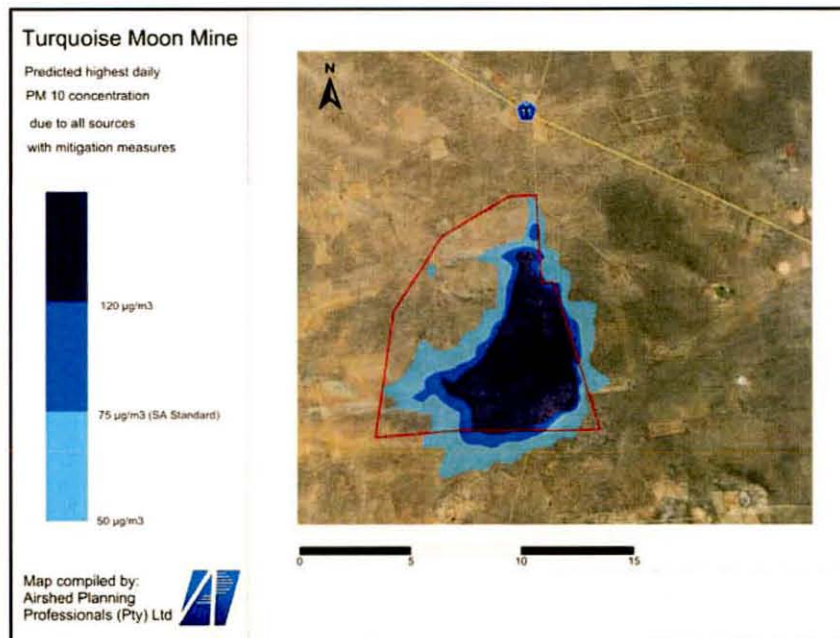 Turquoise Moon Mine
Predicted highest daily
PM 10 concentration
due to all sources
with mitigation measures
120 µg/m3
75 µg/m3 (SA Standard)
50 µg/m3
Map compiled by:
Airshed Planning
Professionals (Pty) Ltd
N
11
0 5 10 15